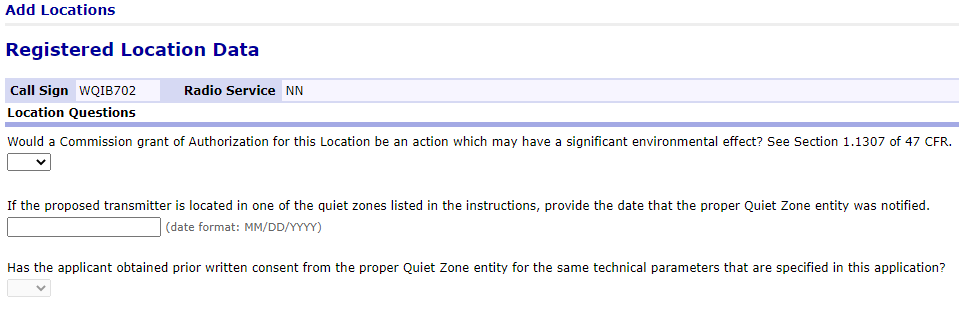 Add Locations
Registered Location Data
Call Sign WQIB702 Radio Service NN
Location Questions
Would a Commission grant of Authorization for this Location be an action which may have a significant environmental effect? See Section 1.1307 of 47 CFR.
If the proposed transmitter is located in one of the quiet zones listed in the instructions, provide the date that the proper Quiet Zone entity was notified.
(date format: MM/DD/YYYY)
Has the applicant obtained prior written consent from the proper Quiet Zone entity for the same technical parameters that are specified in this application?